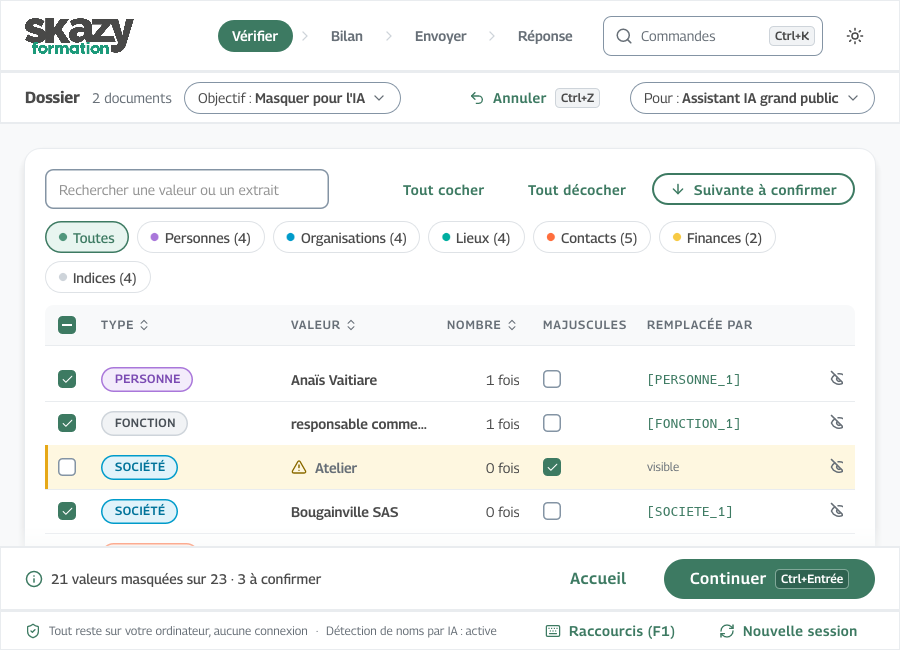 skazy
formation
Vérifier
Bilan
Envoyer
Réponse
Commandes
Ctrl+K
Dossier 2 documents
Objectif : Masquer pour l'IA
Annuler Ctrl+Z
Pour : Assistant IA grand public
Rechercher une valeur ou un extrait
Tout cocher
Tout décocher
Suivante à confirmer
Toutes
Personnes (4)
Organisations (4)
Lieux (4)
Contacts (5)
Finances (2)
Indices (4)
TYPE VALEUR NOMBRE MAJUSCULES REMPLACÉE PAR
PERSONNE Anaïs Vaitiare 1 fois [PERSONNE_1]
FONCTION responsable comme... 1 fois [FONCTION_1]
SOCIÉTÉ Atelier 0 fois visible
SOCIÉTÉ Bougainville SAS 0 fois [SOCIETE_1]
21 valeurs masquées sur 23 · 3 à confirmer
Accueil
Continuer Ctrl+Entrée
Tout reste sur votre ordinateur, aucune connexion · Détection de noms par IA : active
Raccourcis (F1)
Nouvelle session